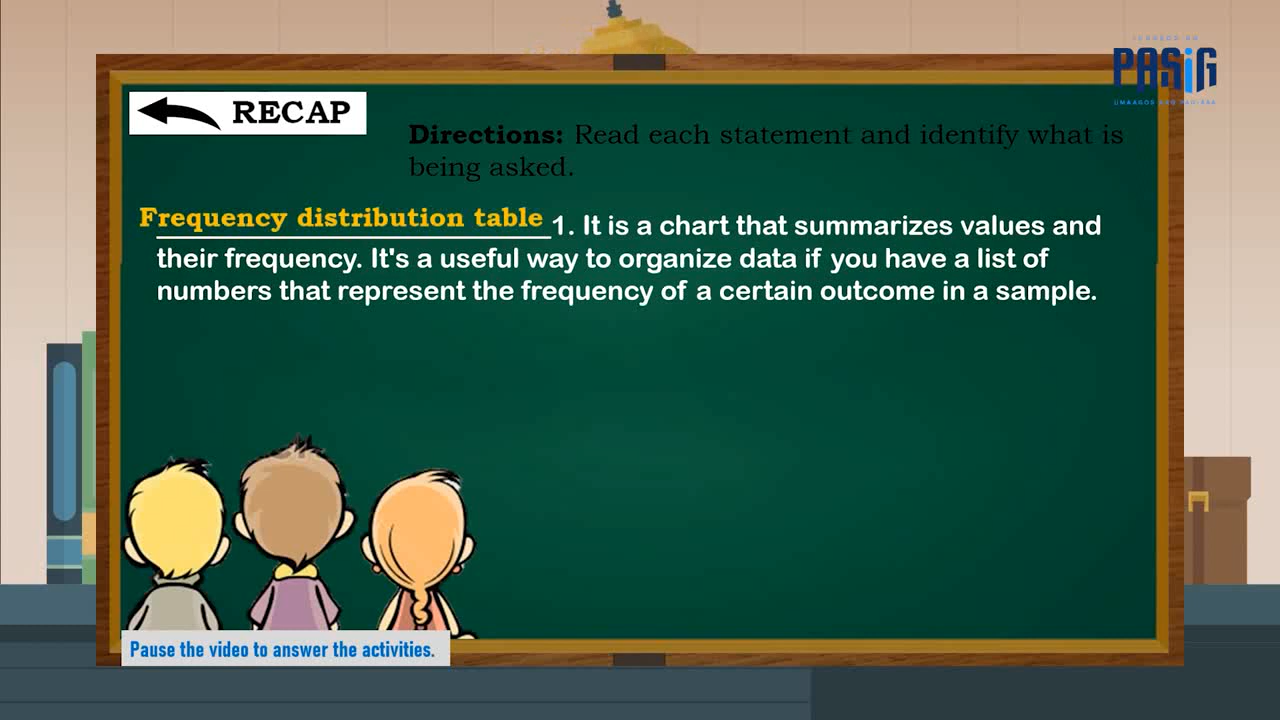 PASiG
RECAP
Directions: Read each statement and identify what is
being asked.
Frequency distribution table 1. It is a chart that summarizes values and
their frequency. It's a useful way to organize data if you have a list of
numbers that represent the frequency of a certain outcome in a sample.
Pause the video to answer the activities.